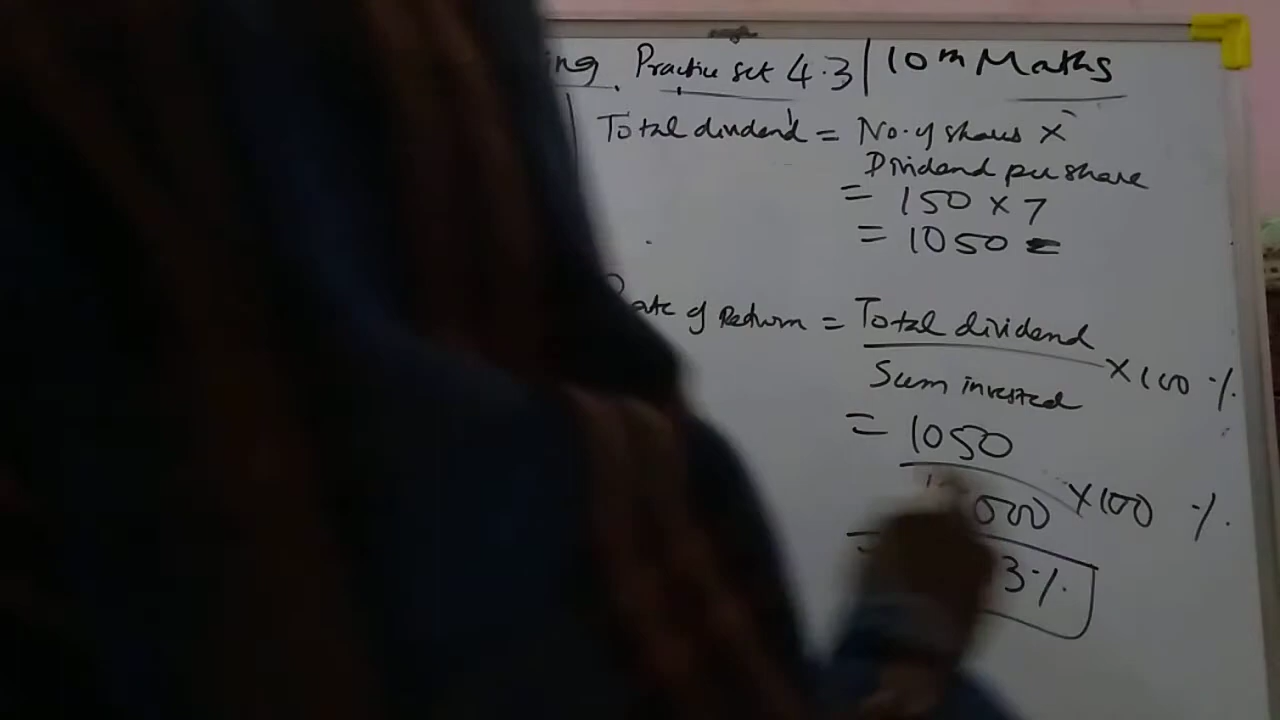 ing Practice set 4.3 | 10th Maths
Total dividend = No. of shares ×
Dividend per share
= 150 × 7
= 1050
Rate of Return = Total dividend
× 100 %
Sum invested
= 1050
000 × 100 %
= 3 %